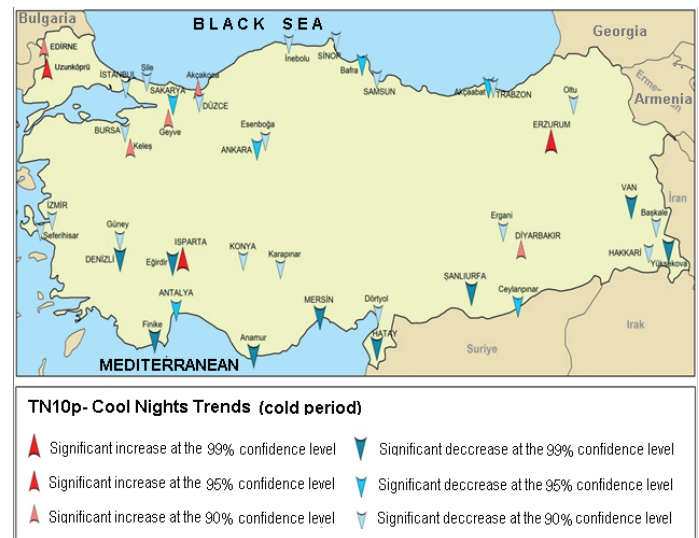 Bulgaria
BLACK SEA
Georgia
EDİRNE
Uzunköprü
İSTANBUL
Şile
Akçakoca
SAKARYA
DÜZCE
Geyve
İnebolu
SİNOP
Bafra
SAMSUN
Akçaabat
TRABZON
Oltu
Ermenistan
Armenia
BURSA
Keleş
Esenboğa
ANKARA
ERZURUM
İran
VAN
Başkale
İZMİR
Seferihisar
Güney
DENİZLİ
Eğirdir
ISPARTA
KONYA
Karapınar
Ergani
DİYARBAKIR
HAKKARİ
Yüksekova
ANTALYA
Finike
Anamur
MERSİN
Dörtyol
HATAY
ŞANLIURFA
Ceylanpınar
MEDITERRANEAN
Suriye
Irak
TN10p- Cool Nights Trends (cold period)
Significant increase at the 99% confidence level
Significant deccrease at the 99% confidence level
Significant increase at the 95% confidence level
Significant deccrease at the 95% confidence level
Significant increase at the 90% confidence level
Significant deccrease at the 90% confidence level